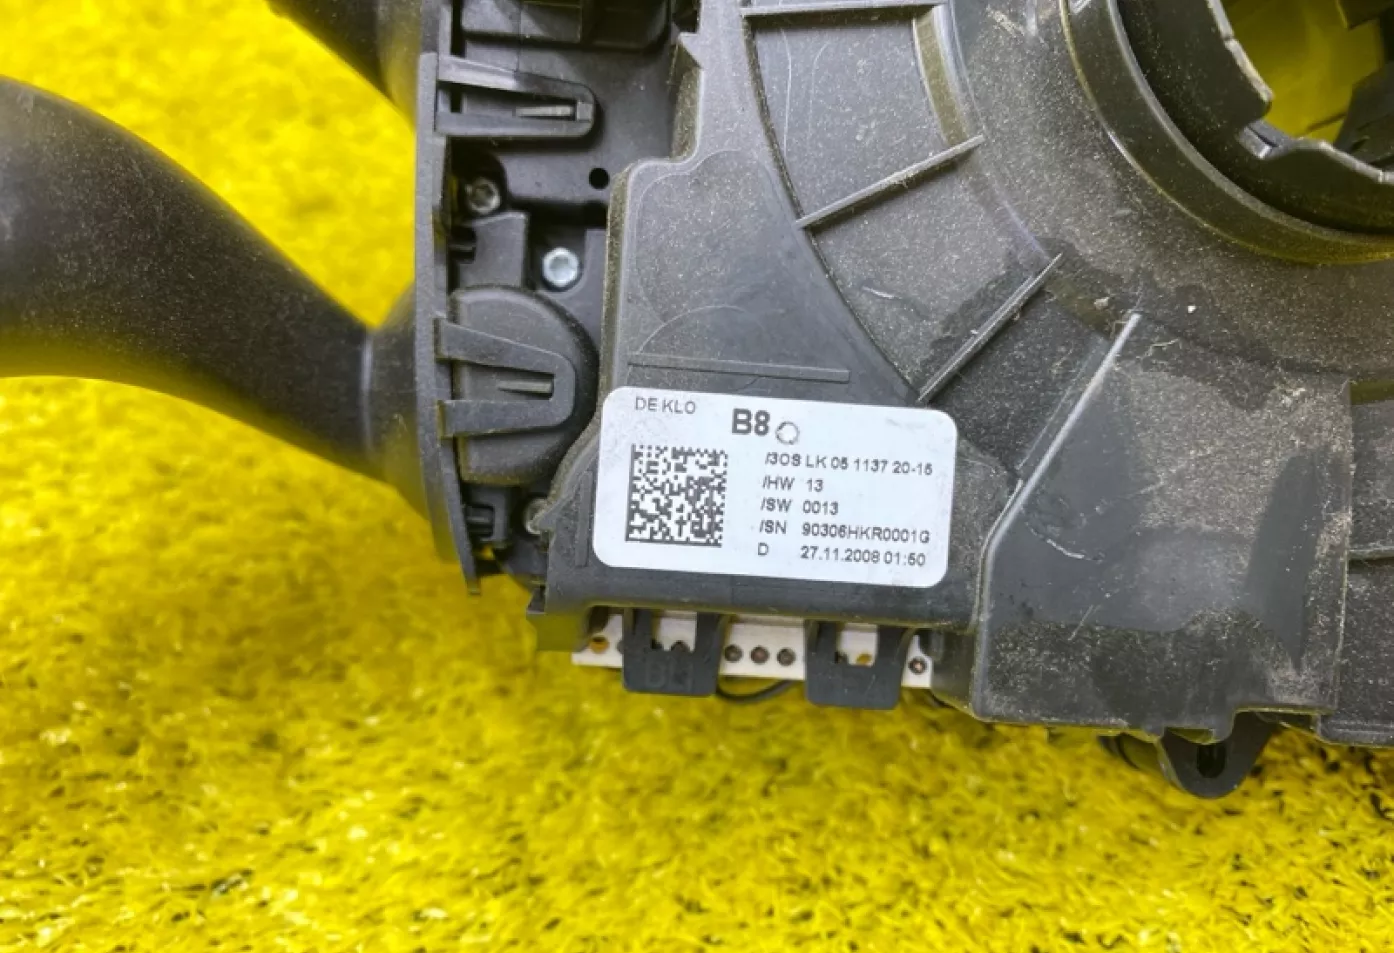 DE KLO
B8
/3OS LK 05 1137 20-15
/HW 13
/SW 0013
/SN 90306HKR0001G
D 27.11.2008 01:50